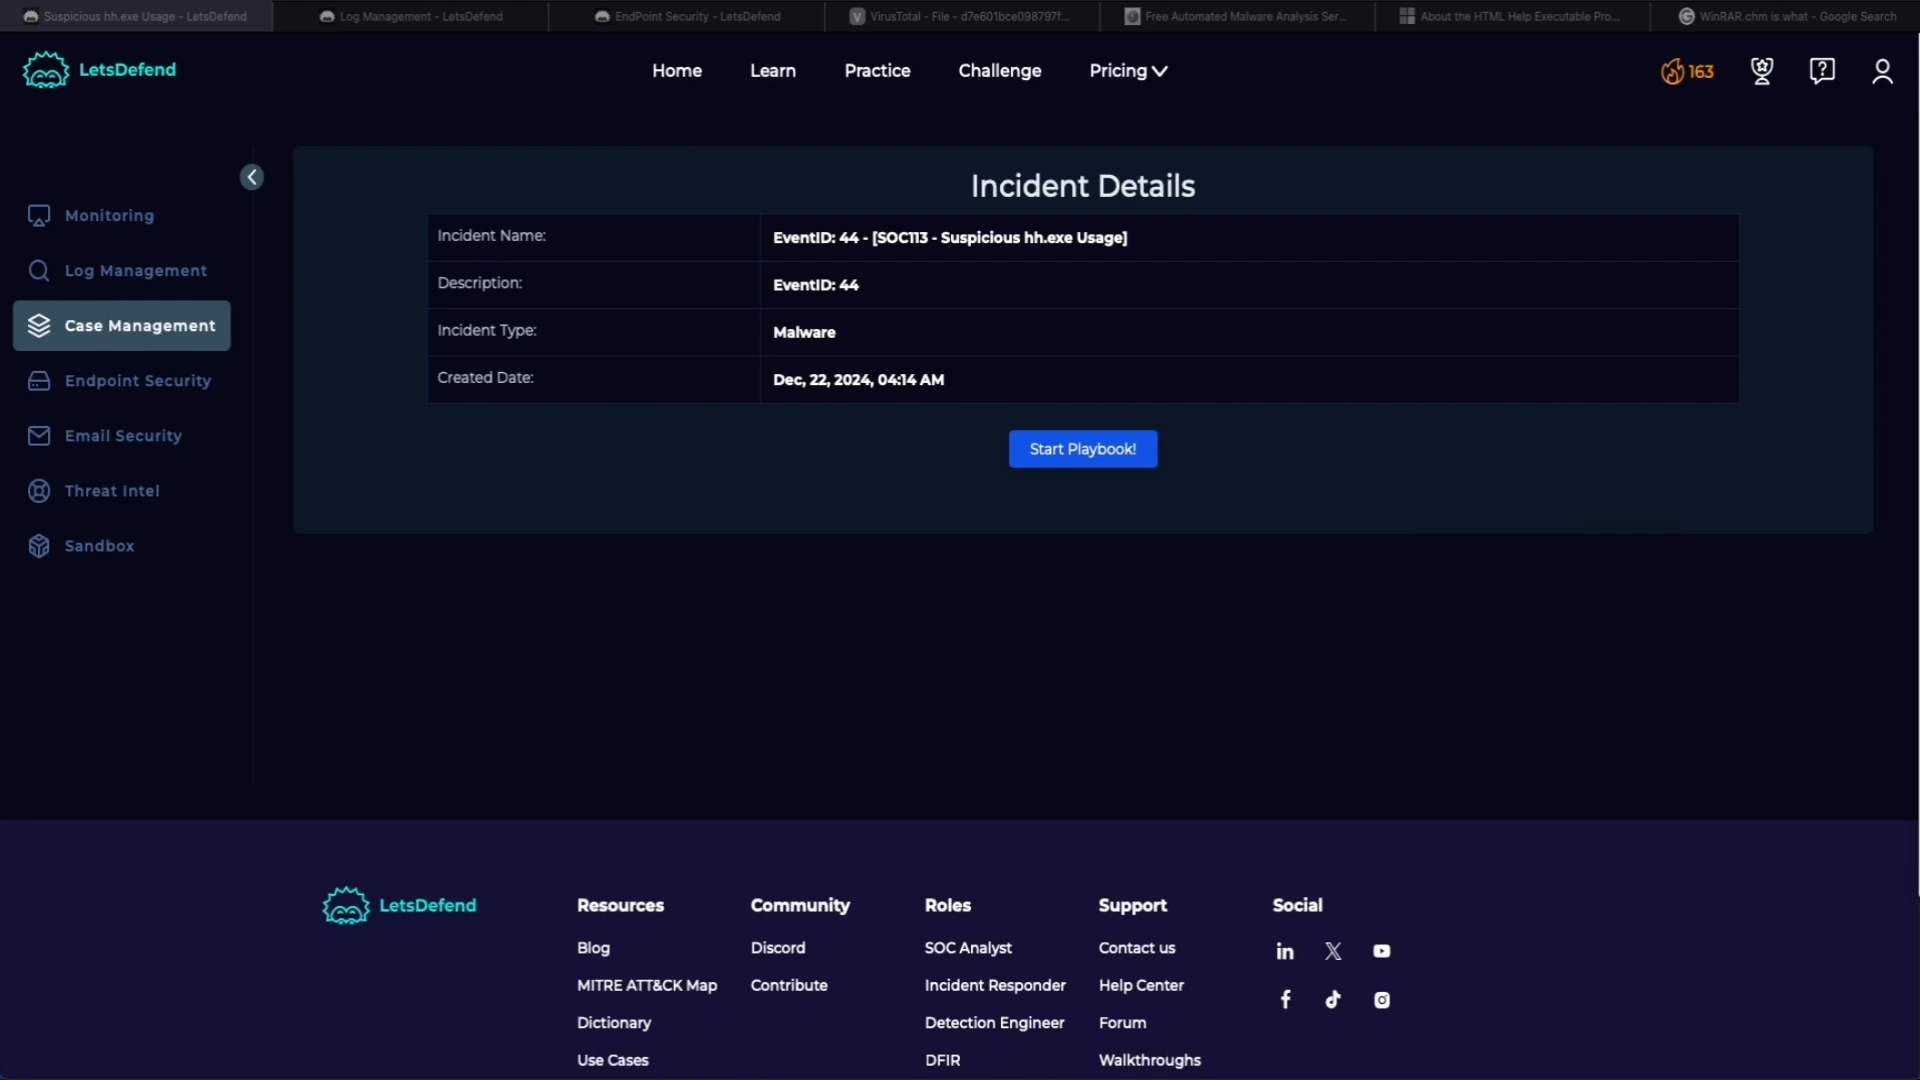 Suspicious hh.exe Usage - LetsDefend
Log Management - LetsDefend
EndPoint Security - LetsDefend
VirusTotal - File - d7e601bce098797f...
Free Automated Malware Analysis Ser...
About the HTML Help Executable Pro...
WinRAR.chm is what - Google Search
LetsDefend
Home
Learn
Practice
Challenge
Pricing
163
Monitoring
Log Management
Case Management
Endpoint Security
Email Security
Threat Intel
Sandbox
Incident Details
Incident Name: EventID: 44 - [SOC113 - Suspicious hh.exe Usage]
Description: EventID: 44
Incident Type: Malware
Created Date: Dec, 22, 2024, 04:14 AM
Start Playbook!
LetsDefend
Resources
Blog
MITRE ATT&CK Map
Dictionary
Use Cases
Community
Discord
Contribute
Roles
SOC Analyst
Incident Responder
Detection Engineer
DFIR
Support
Contact us
Help Center
Forum
Walkthroughs
Social